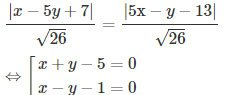 |x − 5y + 7| / √26 = |5x − y − 13| / √26
⇔ [ x + y − 5 = 0
x − y − 1 = 0